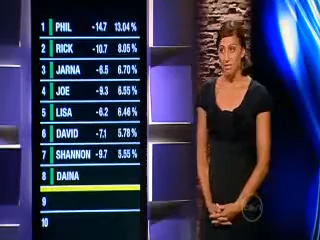 1 PHIL -14.7 13.04%
2 RICK -10.7 8.05%
3 JARNA -6.5 6.70%
4 JOE -9.3 6.55%
5 LISA -6.2 6.46%
6 DAVID -7.1 5.78%
7 SHANNON -9.7 5.55%
8 DAINA
9
10